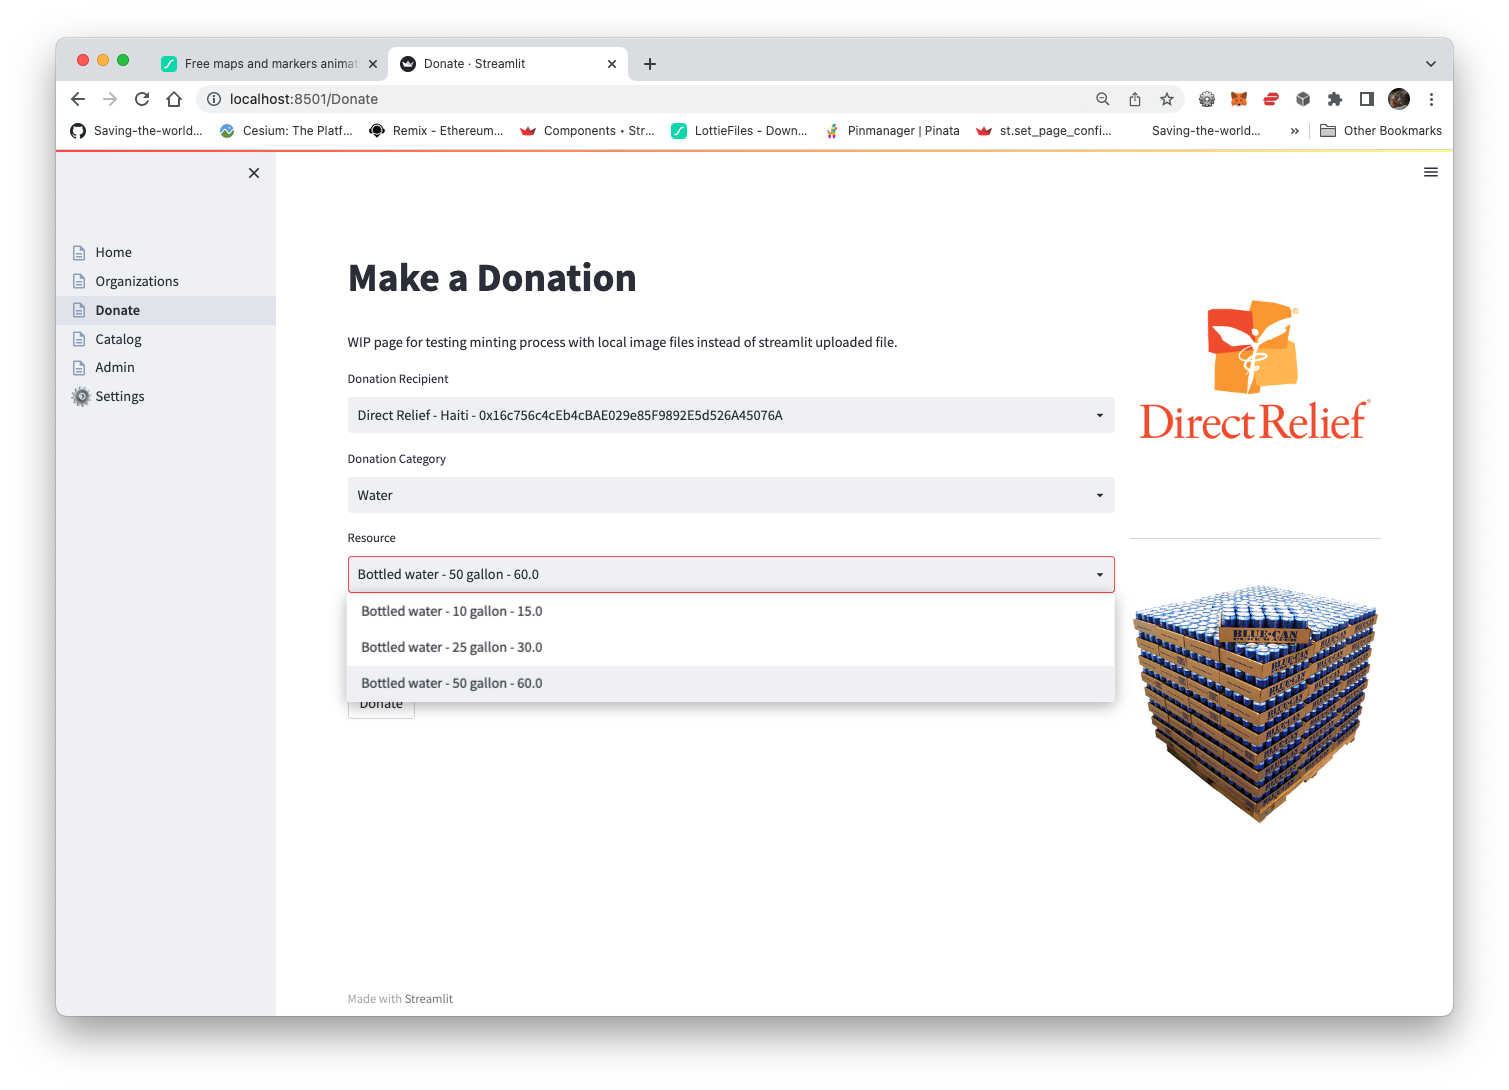 Free maps and markers animat
Donate · Streamlit
localhost:8501/Donate
Saving-the-world...
Cesium: The Platf...
Remix - Ethereum...
Components • Str...
LottieFiles - Down...
Pinmanager | Pinata
st.set_page_confi...
Saving-the-world...
»
Other Bookmarks
Home
Organizations
Donate
Catalog
Admin
Settings
Make a Donation
WIP page for testing minting process with local image files instead of streamlit uploaded file.
Donation Recipient
Direct Relief - Haiti - 0x16c756c4cEb4cBAE029e85F9892E5d526A45076A
Donation Category
Water
Resource
Bottled water - 50 gallon - 60.0
Bottled water - 10 gallon - 15.0
Bottled water - 25 gallon - 30.0
Bottled water - 50 gallon - 60.0
Donate
Made with Streamlit
DirectRelief®
BLUE·CAN